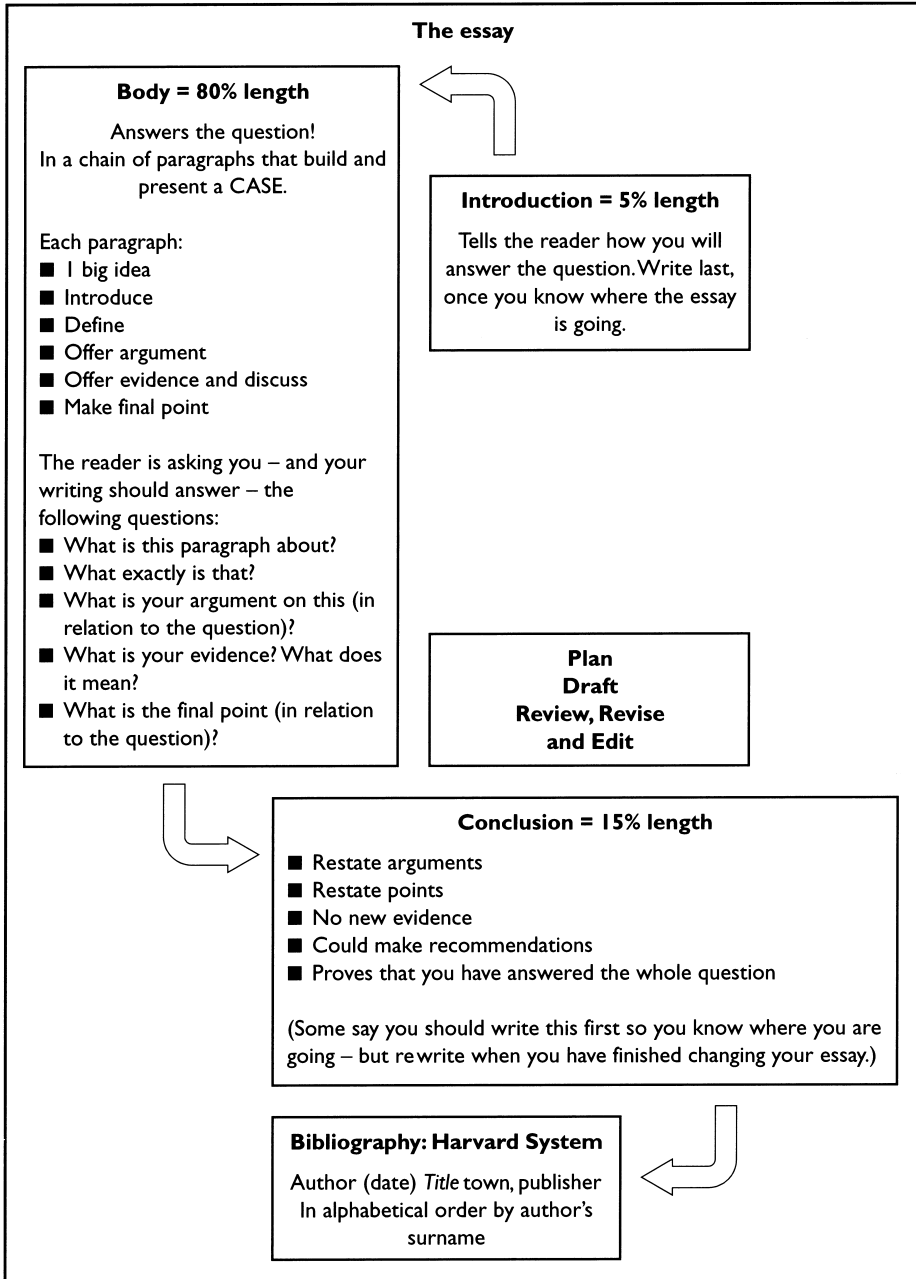 The essay
Body = 80% length
Answers the question!
In a chain of paragraphs that build and
present a CASE.
Each paragraph:
■ 1 big idea
■ Introduce
■ Define
■ Offer argument
■ Offer evidence and discuss
■ Make final point
The reader is asking you – and your
writing should answer – the
following questions:
■ What is this paragraph about?
■ What exactly is that?
■ What is your argument on this (in
relation to the question)?
■ What is your evidence? What does
it mean?
■ What is the final point (in relation
to the question)?
Introduction = 5% length
Tells the reader how you will
answer the question. Write last,
once you know where the essay
is going.
Plan
Draft
Review, Revise
and Edit
Conclusion = 15% length
■ Restate arguments
■ Restate points
■ No new evidence
■ Could make recommendations
■ Proves that you have answered the whole question
(Some say you should write this first so you know where you are
going – but rewrite when you have finished changing your essay.)
Bibliography: Harvard System
Author (date) Title town, publisher
In alphabetical order by author's
surname